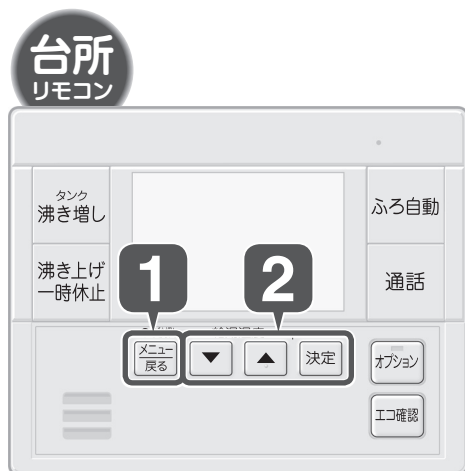 台所
リモコン
タンク
沸き増し
ふろ自動
沸き上げ
一時休止
1
2
通話
メニュー
戻る
▼
▲
決定
オプション
エコ確認